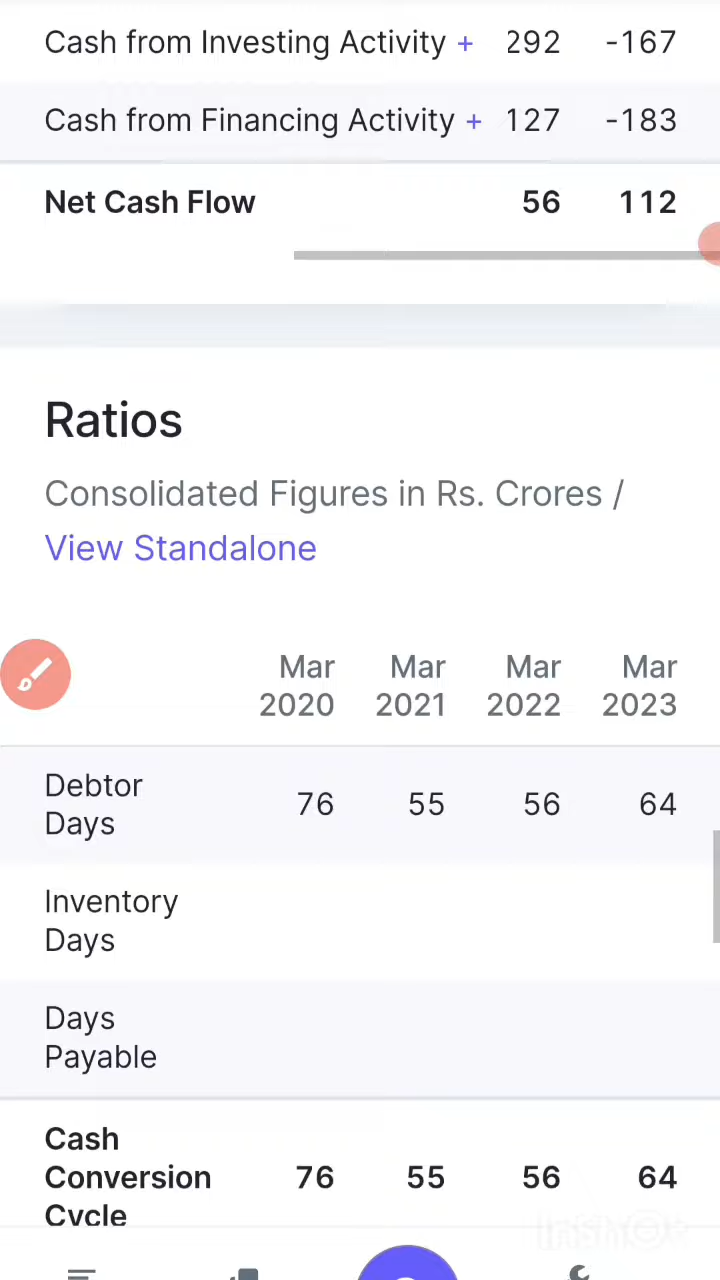 Cash from Investing Activity + 292 -167
Cash from Financing Activity + 127 -183
Net Cash Flow 56 112
Ratios
Consolidated Figures in Rs. Crores /
View Standalone
Mar Mar Mar Mar
2020 2021 2022 2023
Debtor
Days 76 55 56 64
Inventory
Days
Days
Payable
Cash
Conversion 76 55 56 64
Cycle